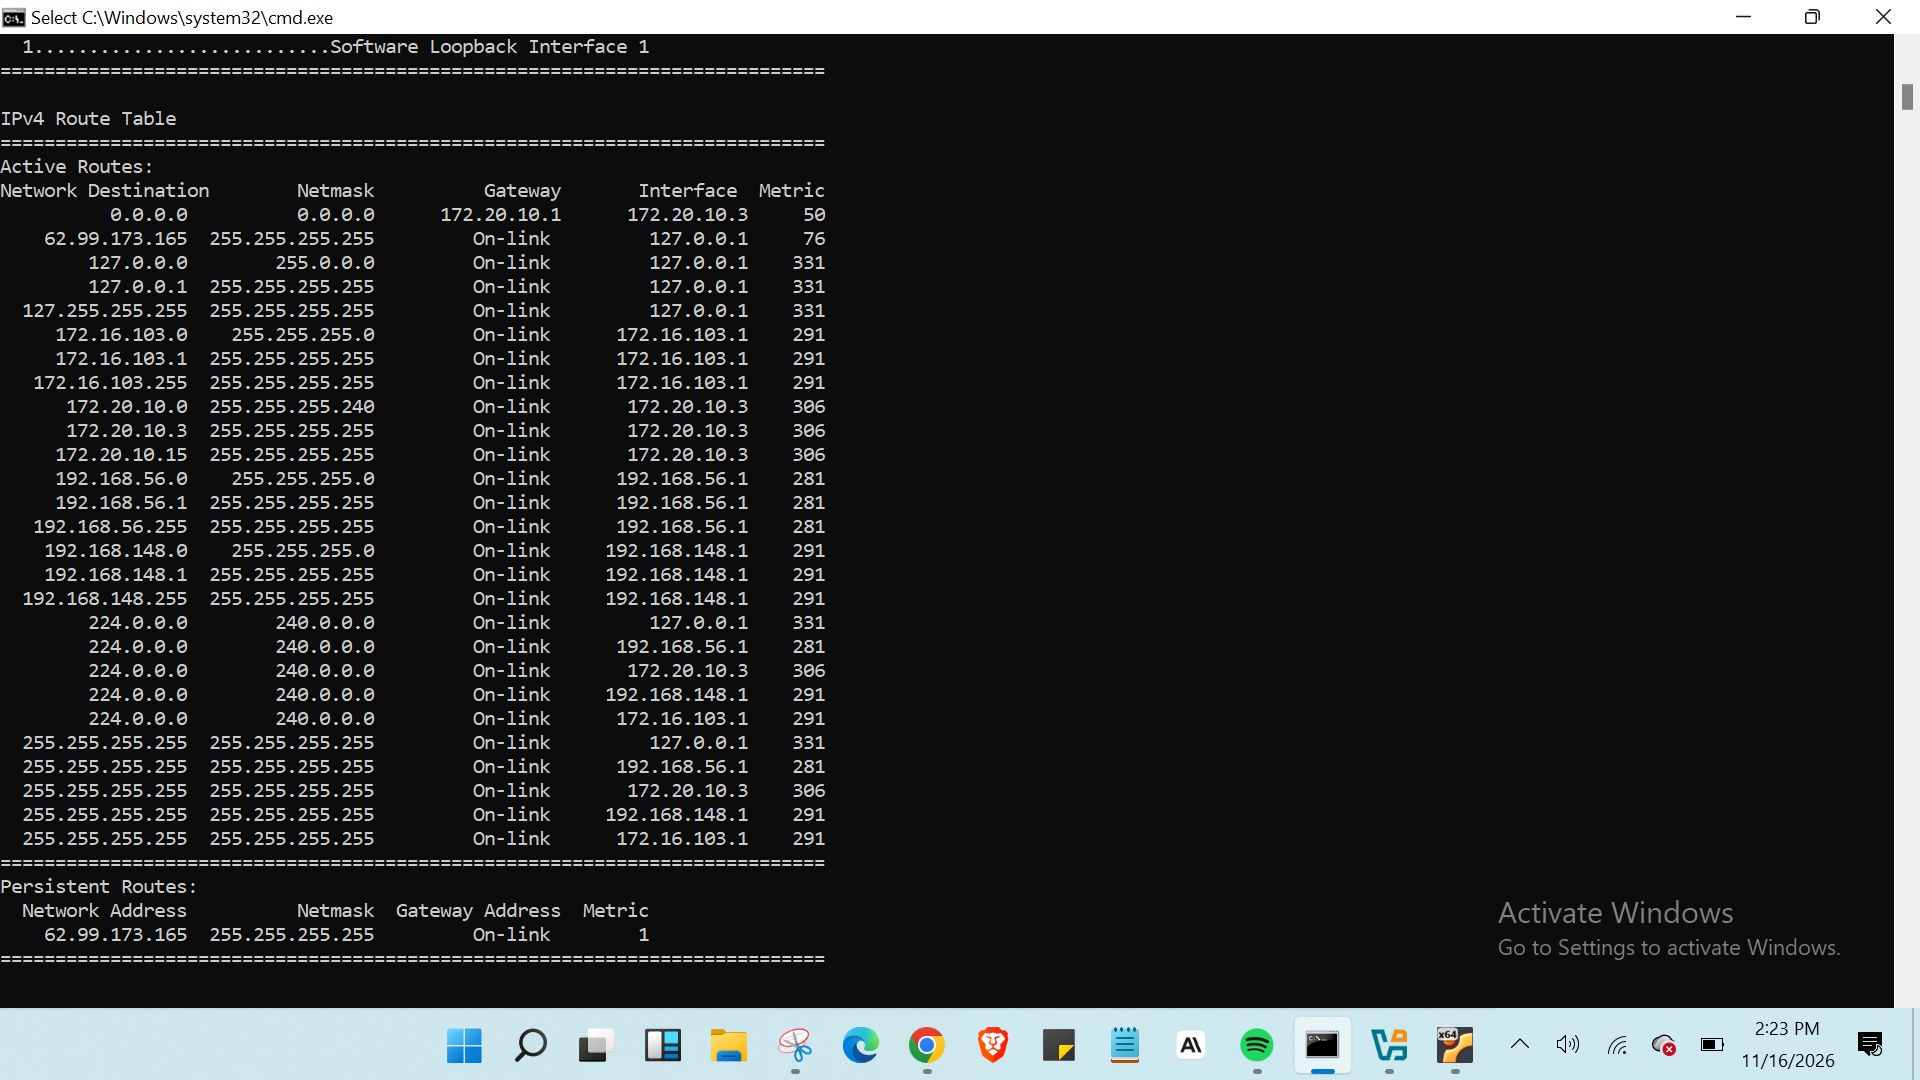 Select C:\Windows\system32\cmd.exe
1...........................Software Loopback Interface 1
===========================================================================
IPv4 Route Table
===========================================================================
Active Routes:
Network Destination        Netmask          Gateway       Interface  Metric
0.0.0.0          0.0.0.0      172.20.10.1      172.20.10.3     50
62.99.173.165  255.255.255.255         On-link         127.0.0.1     76
127.0.0.0        255.0.0.0         On-link         127.0.0.1    331
127.0.0.1  255.255.255.255         On-link         127.0.0.1    331
127.255.255.255  255.255.255.255         On-link         127.0.0.1    331
172.16.103.0    255.255.255.0         On-link      172.16.103.1    291
172.16.103.1  255.255.255.255         On-link      172.16.103.1    291
172.16.103.255  255.255.255.255         On-link      172.16.103.1    291
172.20.10.0  255.255.255.240         On-link       172.20.10.3    306
172.20.10.3  255.255.255.255         On-link       172.20.10.3    306
172.20.10.15  255.255.255.255         On-link       172.20.10.3    306
192.168.56.0    255.255.255.0         On-link      192.168.56.1    281
192.168.56.1  255.255.255.255         On-link      192.168.56.1    281
192.168.56.255  255.255.255.255         On-link      192.168.56.1    281
192.168.148.0    255.255.255.0         On-link     192.168.148.1    291
192.168.148.1  255.255.255.255         On-link     192.168.148.1    291
192.168.148.255  255.255.255.255         On-link     192.168.148.1    291
224.0.0.0        240.0.0.0         On-link         127.0.0.1    331
224.0.0.0        240.0.0.0         On-link      192.168.56.1    281
224.0.0.0        240.0.0.0         On-link       172.20.10.3    306
224.0.0.0        240.0.0.0         On-link     192.168.148.1    291
224.0.0.0        240.0.0.0         On-link      172.16.103.1    291
255.255.255.255  255.255.255.255         On-link         127.0.0.1    331
255.255.255.255  255.255.255.255         On-link      192.168.56.1    281
255.255.255.255  255.255.255.255         On-link       172.20.10.3    306
255.255.255.255  255.255.255.255         On-link     192.168.148.1    291
255.255.255.255  255.255.255.255         On-link      172.16.103.1    291
===========================================================================
Persistent Routes:
Network Address          Netmask  Gateway Address  Metric
62.99.173.165  255.255.255.255         On-link        1
===========================================================================
Activate Windows
Go to Settings to activate Windows.
AI
x64
2:23 PM
11/16/2026